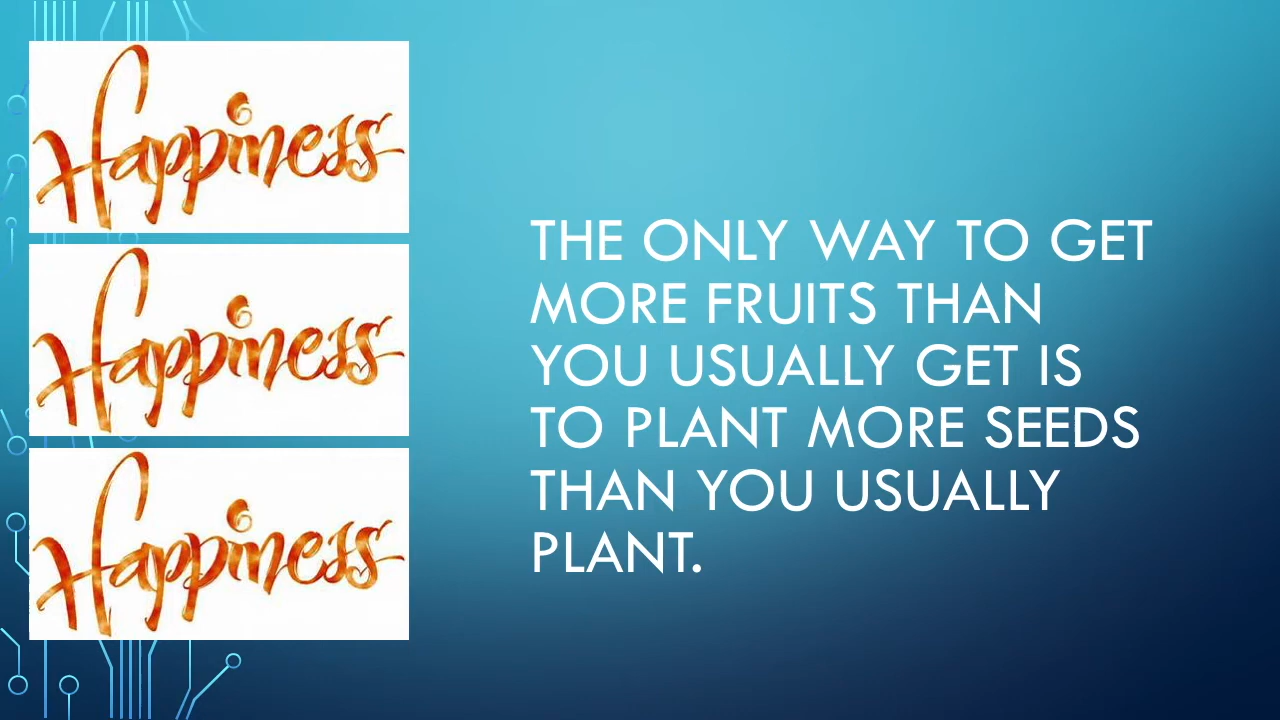 Happiness
Happiness
Happiness
THE ONLY WAY TO GET
MORE FRUITS THAN
YOU USUALLY GET IS
TO PLANT MORE SEEDS
THAN YOU USUALLY
PLANT.